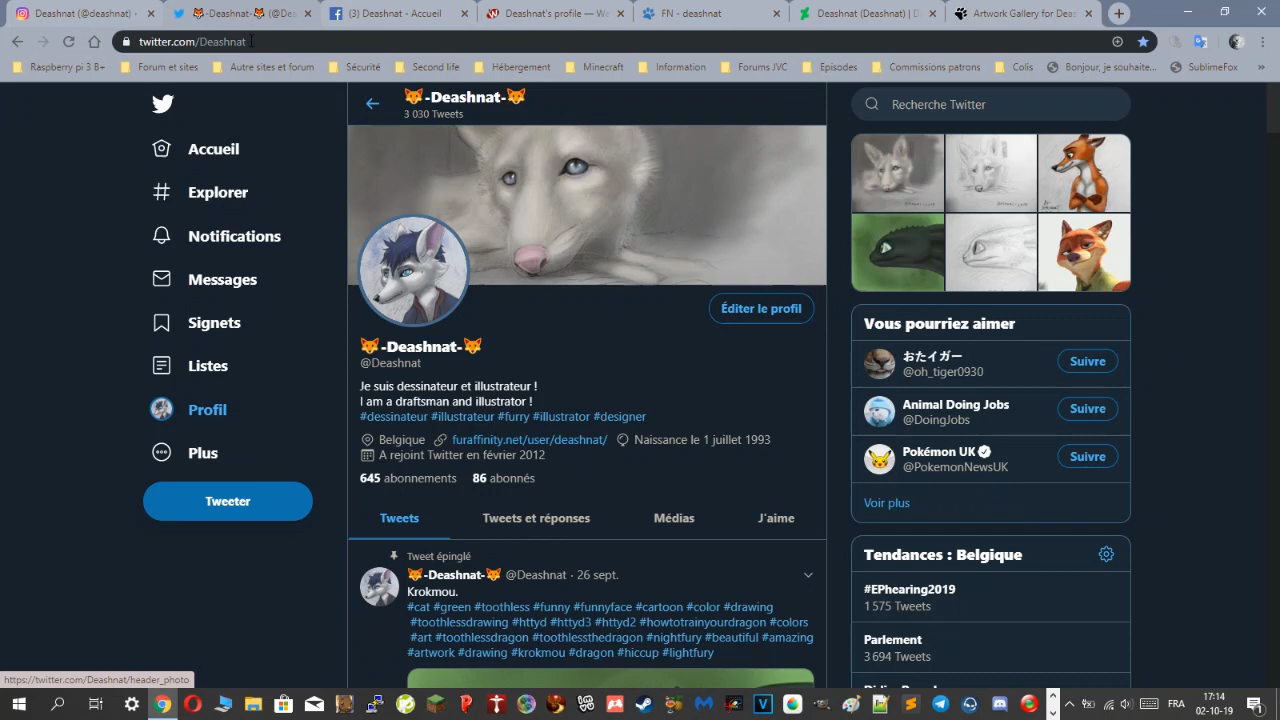 Deashnat (@deashnat) •
🦊-Deashnat-🦊 (@Dea
(3) Deashnat - Accueil
Deashnat's profile — We
FN - deashnat
Deashnat (Deashnat) | D
Artwork Gallery for Deas
twitter.com/Deashnat
Raspberry pi 3 B+
Forum et sites
Autre sites et forum
Sécurité
Second life
Hébergement
Minecraft
Information
Forums JVC
Episodes
Commissions patrons
Colis
Bonjour, je souhaite...
SublimeFox
»
Accueil
Explorer
Notifications
Messages
Signets
Listes
Profil
Plus
Tweeter
🦊-Deashnat-🦊
3 030 Tweets
Éditer le profil
🦊-Deashnat-🦊
@Deashnat
Je suis dessinateur et illustrateur !
I am a draftsman and illustrator !
#dessinateur #illustrateur #furry #illustrator #designer
Belgique furaffinity.net/user/deashnat/ Naissance le 1 juillet 1993
A rejoint Twitter en février 2012
645 abonnements 86 abonnés
Tweets Tweets et réponses Médias J'aime
Tweet épinglé
🦊-Deashnat-🦊 @Deashnat · 26 sept.
Krokmou.
#cat #green #toothless #funny #funnyface #cartoon #color #drawing
#toothlessdrawing #httyd #httyd3 #httyd2 #howtotrainyourdragon #colors
#art #toothlessdragon #toothlessthedragon #nightfury #beautiful #amazing
#artwork #drawing #krokmou #dragon #hiccup #lightfury
Recherche Twitter
Vous pourriez aimer
おたイガー
@oh_tiger0930
Suivre
Animal Doing Jobs
@DoingJobs
Suivre
Pokémon UK
@PokemonNewsUK
Suivre
Voir plus
Tendances : Belgique
#EPhearing2019
1 575 Tweets
Parlement
3 694 Tweets
https://twitter.com/Deashnat/header_photo
FRA
17:14
02-10-19